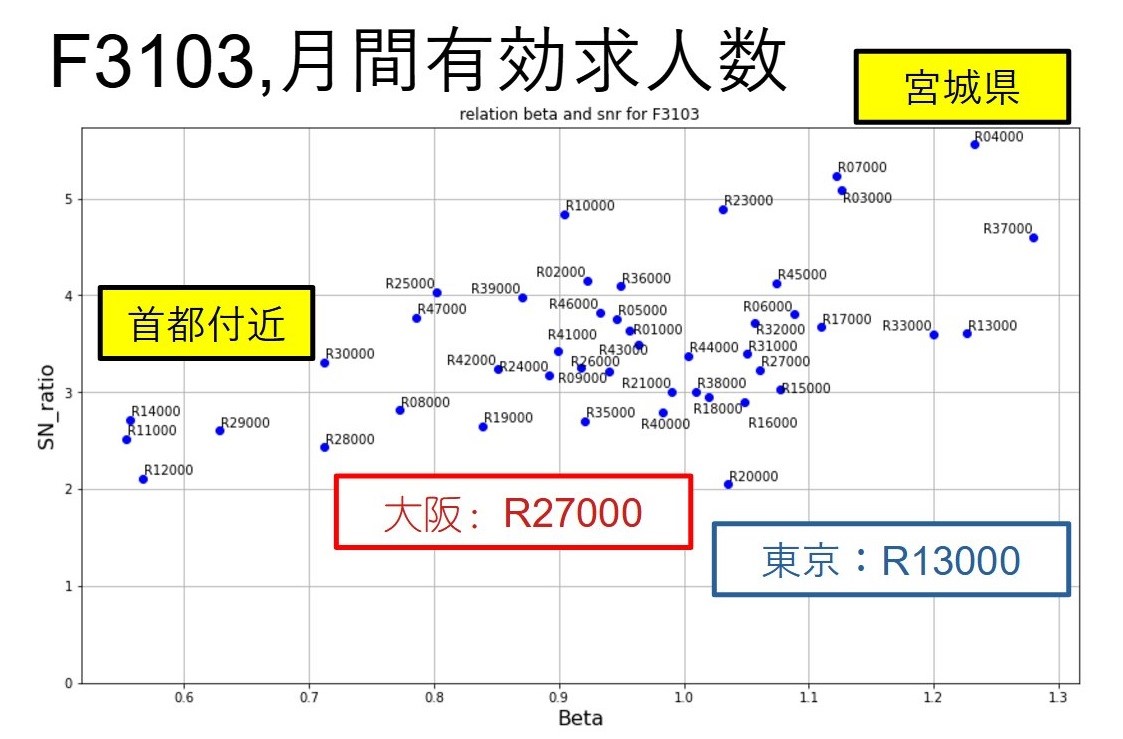 F3103,月間有効求人数
宮城県
relation beta and snr for F3103
R04000
R07000
R03000
R10000
R23000
R37000
R02000
R36000
R45000
R25000
R39000
R47000
R46000
R05000
R06000
R01000
R32000
R17000
R33000
R13000
首都付近
R41000
R43000
R44000
R31000
R30000
R42000
R24000
R26000
R09000
R27000
R21000
R38000
R15000
R14000
R11000
R29000
R08000
R19000
R35000
R40000
R18000
R16000
R28000
R12000
R20000
大阪：R27000
東京：R13000
5
4
3
2
1
0
SN_ratio
0.6
0.7
0.8
0.9
1.0
1.1
1.2
1.3
Beta